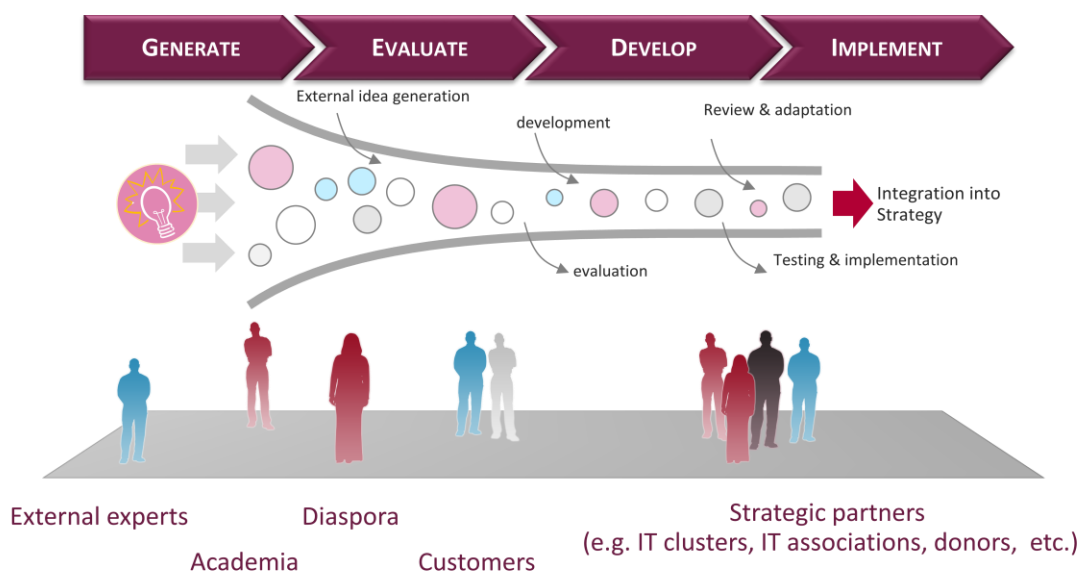 GENERATE
EVALUATE
DEVELOP
IMPLEMENT
External idea generation
development
Review & adaptation
Integration into
Strategy
evaluation
Testing & implementation
External experts
Diaspora
Strategic partners
(e.g. IT clusters, IT associations, donors, etc.)
Academia
Customers